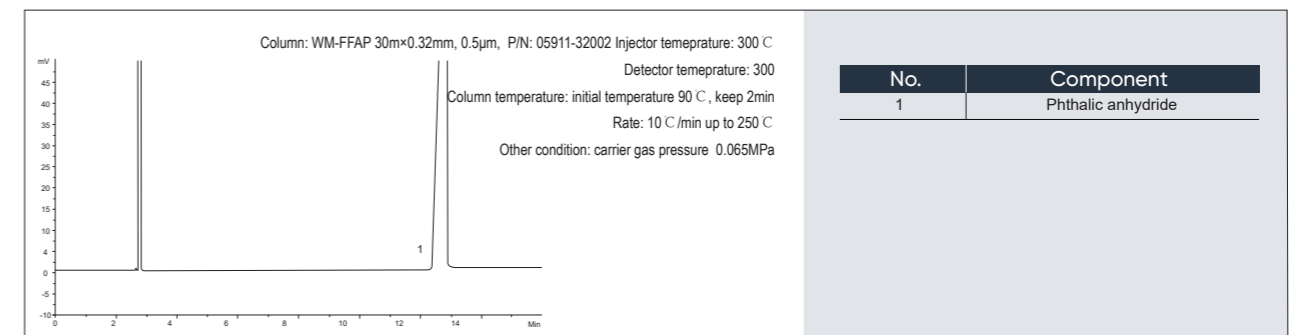 Column: WM-FFAP 30m×0.32mm, 0.5μm, P/N: 05911-32002 Injector temeprature: 300℃
Detector temeprature: 300
Column temperature: initial temperature 90℃, keep 2min
Rate: 10℃/min up to 250℃
Other condition: carrier gas pressure 0.065MPa
mV
45
40
35
30
25
20
15
10
4
0
-5
-10
1
0 2 4 6 8 10 12 14 Min
No. Component
1 Phthalic anhydride